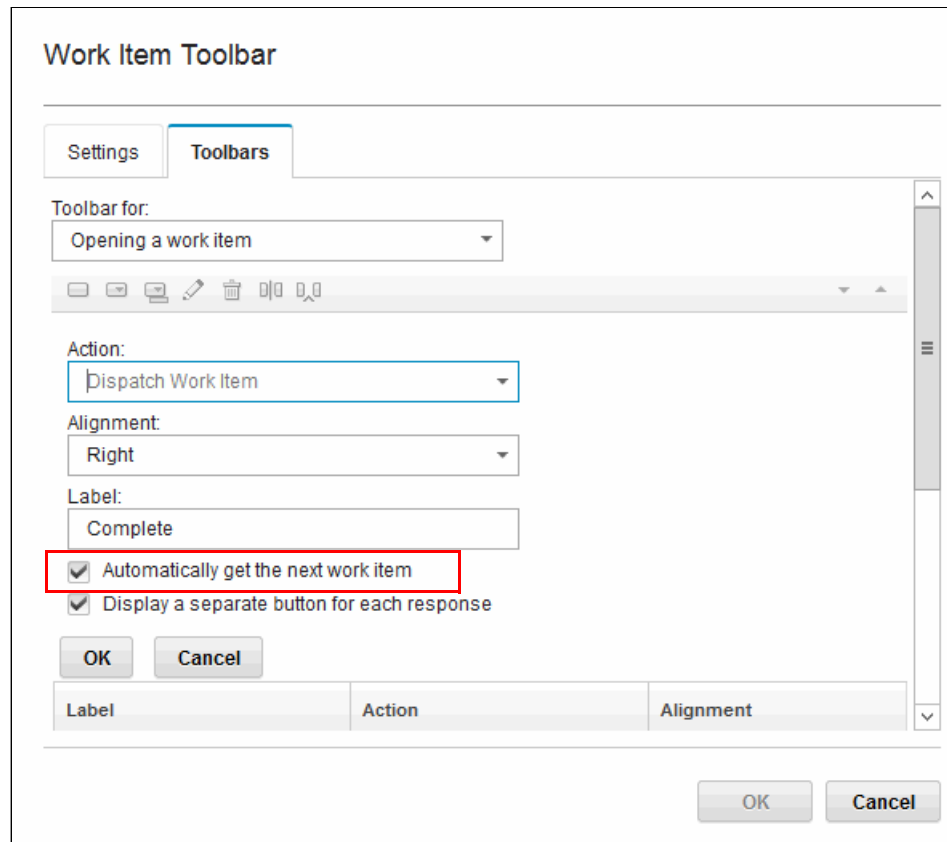 Work Item Toolbar
Settings Toolbars
Toolbar for:
Opening a work item
Action:
Dispatch Work Item
Alignment:
Right
Label:
Complete
Automatically get the next work item
Display a separate button for each response
OK Cancel
Label Action Alignment
OK Cancel